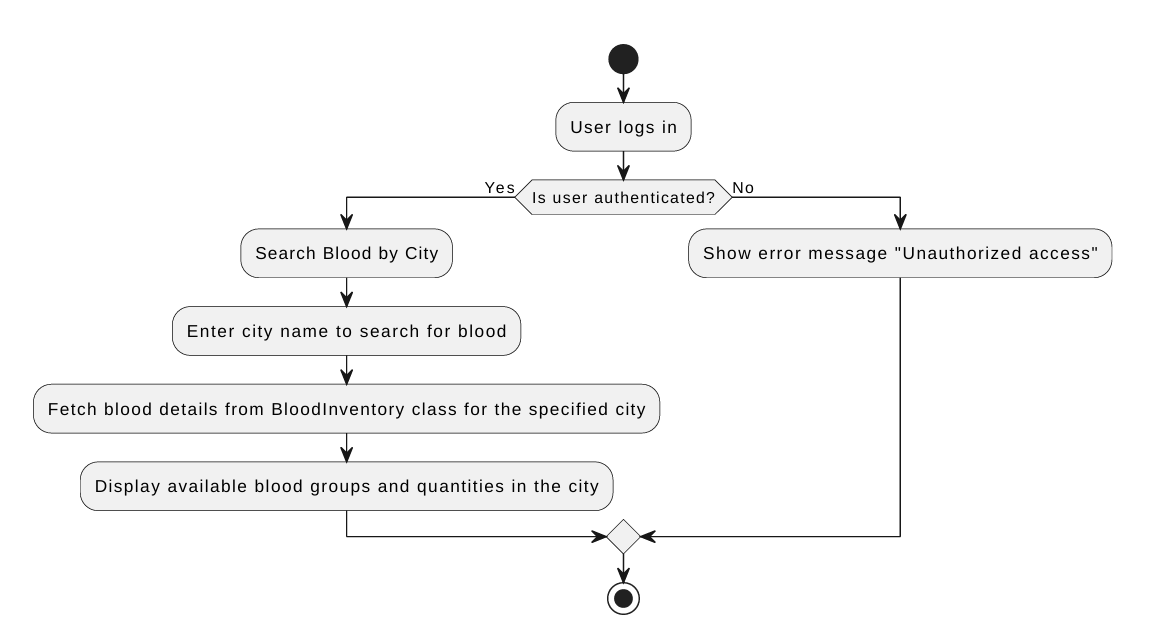 User logs in
Yes
Is user authenticated?
No
Search Blood by City
Show error message "Unauthorized access"
Enter city name to search for blood
Fetch blood details from BloodInventory class for the specified city
Display available blood groups and quantities in the city